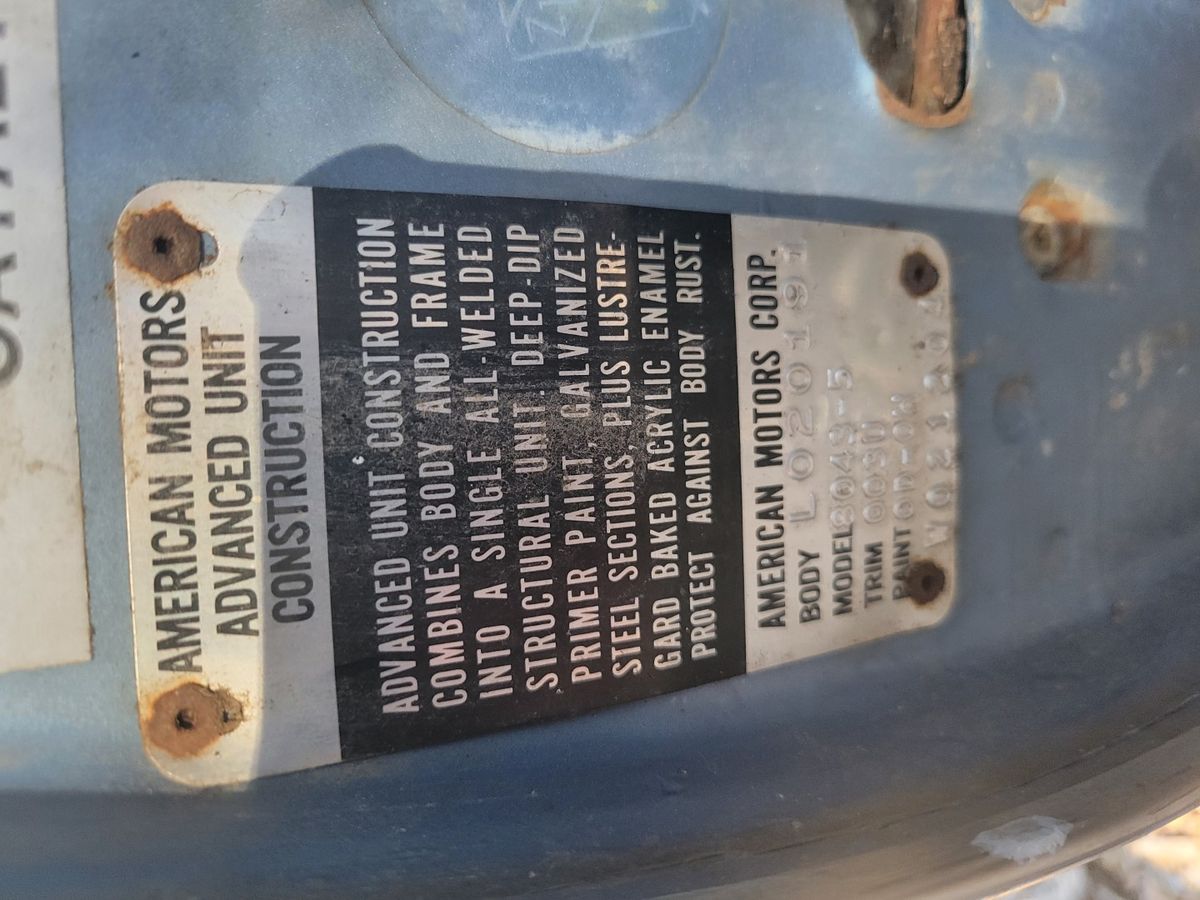 AMERICAN MOTORS
ADVANCED UNIT
CONSTRUCTION
ADVANCED UNIT CONSTRUCTION
COMBINES BODY AND FRAME
INTO A SINGLE ALL-WELDED
STRUCTURAL UNIT. DEEP-DIP
PRIMER PAINT, GALVANIZED
STEEL SECTIONS, PLUS LUSTRE-
GARD BAKED ACRYLIC ENAMEL
PROTECT AGAINST BODY RUST.
AMERICAN MOTORS CORP.
BODY L020191
MODEL 8049-5
TRIM 009U
PAINT